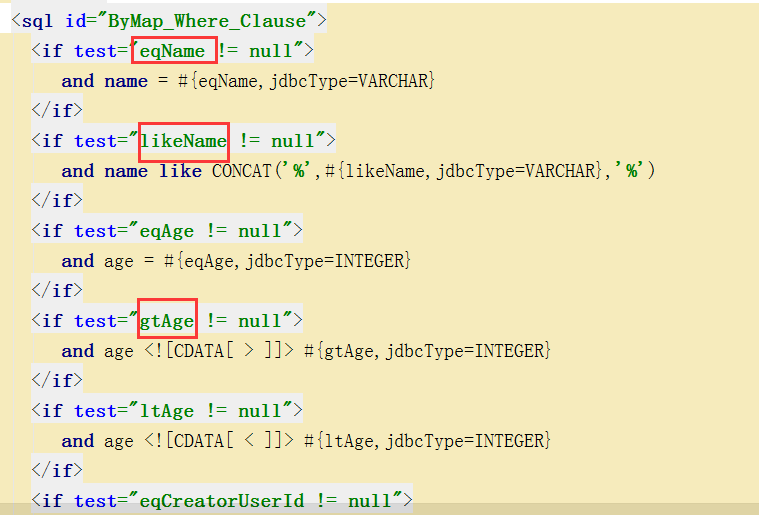 <sql id="ByMap_Where_Clause">
<if test="eqName != null">
and name = #{eqName,jdbcType=VARCHAR}
</if>
<if test="likeName != null">
and name like CONCAT('%',#{likeName,jdbcType=VARCHAR},'%')
</if>
<if test="eqAge != null">
and age = #{eqAge,jdbcType=INTEGER}
</if>
<if test="gtAge != null">
and age <![CDATA[ > ]]> #{gtAge,jdbcType=INTEGER}
</if>
<if test="ltAge != null">
and age <![CDATA[ < ]]> #{ltAge,jdbcType=INTEGER}
</if>
<if test="eqCreatorUserId != null">